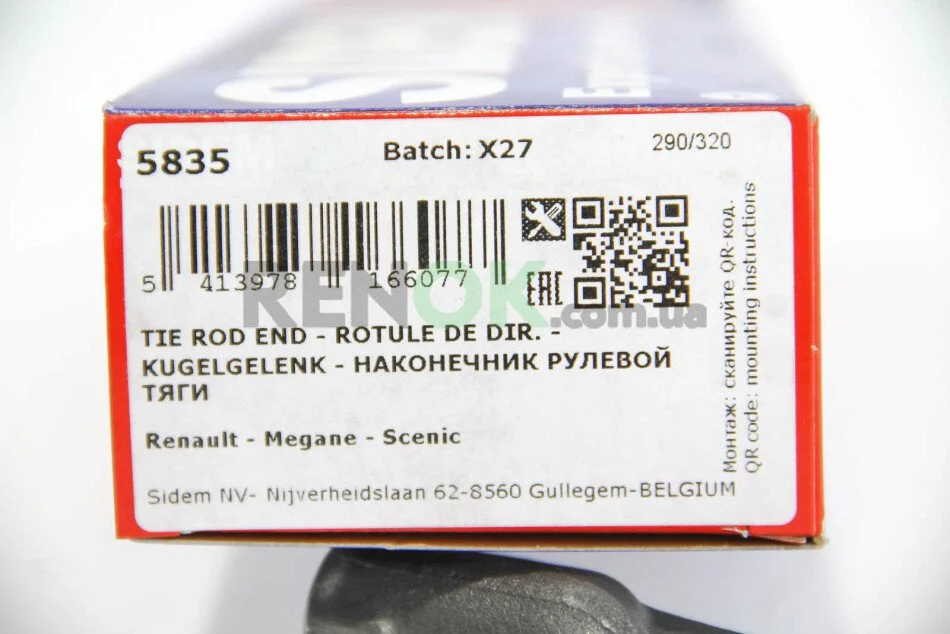 5835
Batch: X27
290/320
5 413978 166077
EAC
RENOK.com.ua
TIE ROD END - ROTULE DE DIR. -
KUGELGELENK - НАКОНЕЧНИК РУЛЕВОЙ
ТЯГИ
Renault - Megane - Scenic
Sidem NV- Nijverheidslaan 62-8560 Gullegem-BELGIUM
Монтаж: сканируйте QR-код.
QR code: mounting instructions